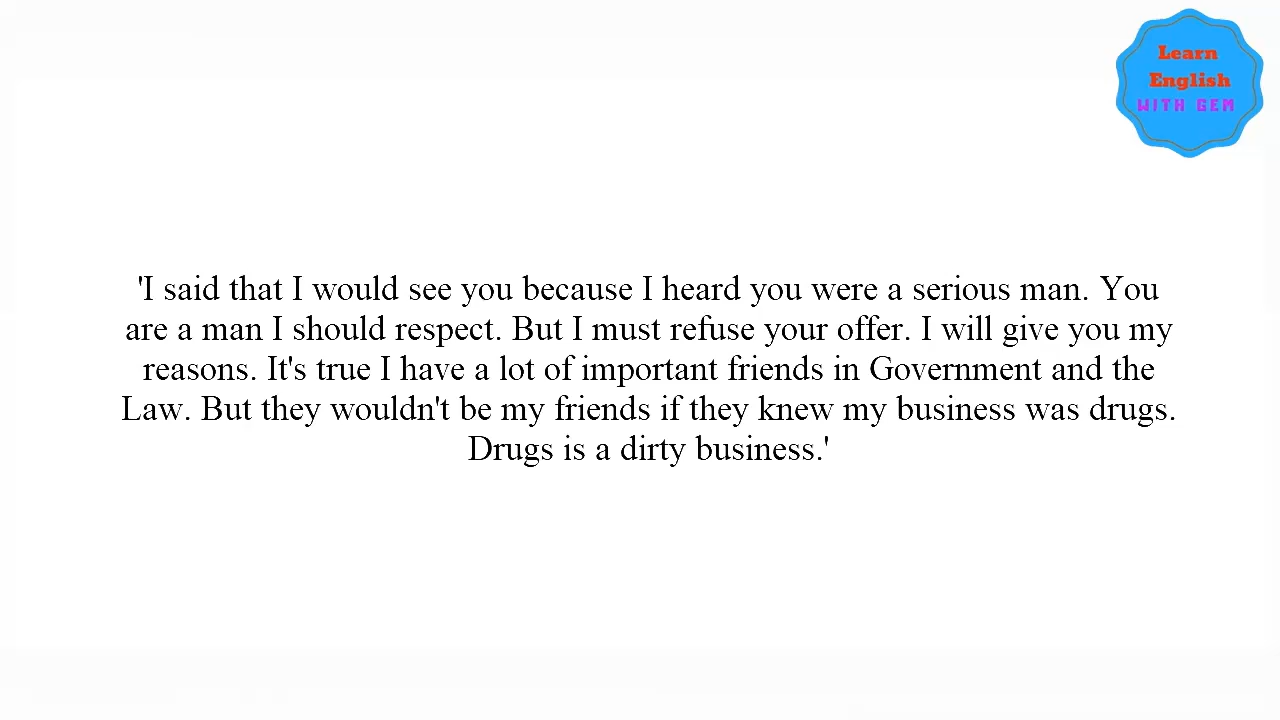 Learn
English
WITH GEM
'I said that I would see you because I heard you were a serious man. You
are a man I should respect. But I must refuse your offer. I will give you my
reasons. It's true I have a lot of important friends in Government and the
Law. But they wouldn't be my friends if they knew my business was drugs.
Drugs is a dirty business.'